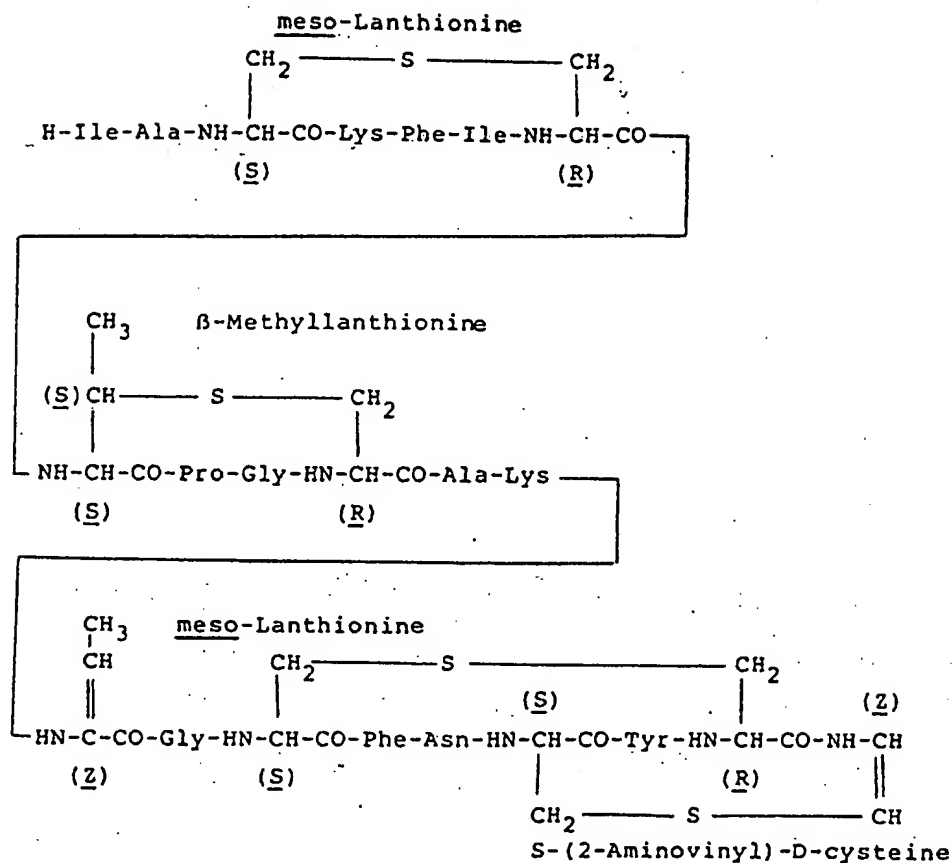 meso-Lanthionine
CH2 S CH2
H-Ile-Ala-NH-CH-CO-Lys-Phe-Ile-NH-CH-CO
(S) (R)
CH3 ß-Methyllanthionine
(S) CH S CH2
NH-CH-CO-Pro-Gly-HN-CH-CO-Ala-Lys
(S) (R)
CH3 meso-Lanthionine
CH CH2 S CH2
(S) (Z)
HN-C-CO-Gly-HN-CH-CO-Phe-Asn-HN-CH-CO-Tyr-HN-CH-CO-NH-CH
(Z) (S) (R)
CH2 S CH
S-(2-Aminovinyl)-D-cysteine